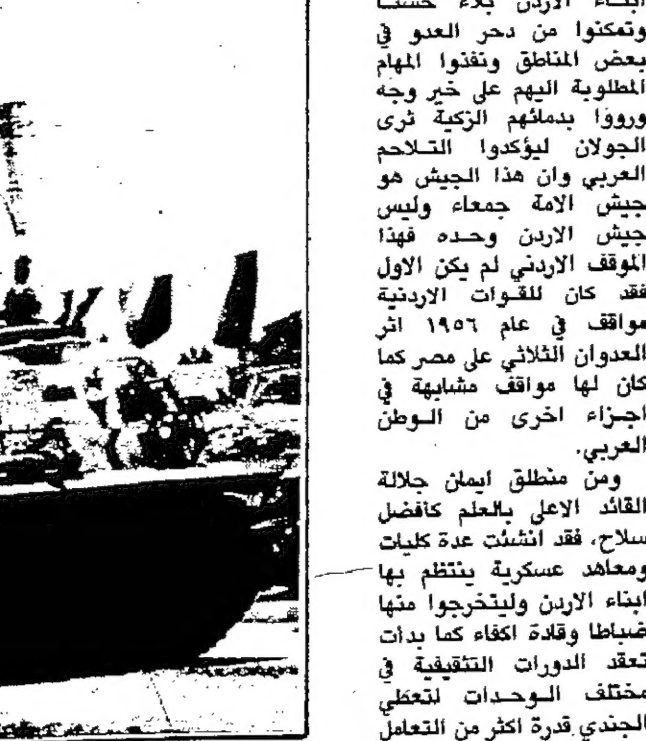 ابناء الاردن بلاء حسنا
وتمكنوا من دحر العدو في
بعض المناطق ونفذوا المهام
المطلوبة اليهم على خير وجه
ورووا بدمائهم الزكية ثرى
الجولان ليؤكدوا التلاحم
العربي وان هذا الجيش هو
جيش الامة جمعاء وليس
جيش الاردن وحده فهذا
الموقف الاردني لم يكن الاول
فقد كان للقوات الاردنية
مواقف في عام ١٩٥٦ اثر
العدوان الثلاثي على مصر كما
كان لها مواقف مشابهة في
اجزاء اخرى من الوطن
العربي.
ومن منطلق ايمان جلالة
القائد الاعلى بالعلم كأفضل
سلاح، فقد انشئت عدة كليات
ومعاهد عسكرية ينتظم بها
ابناء الاردن وليتخرجوا منها
ضباطا وقادة اكفاء كما بدأت
تعقد الدورات التثقيفية في
مختلف الوحدات لتعطي
الجندي قدرة اكثر من التعامل